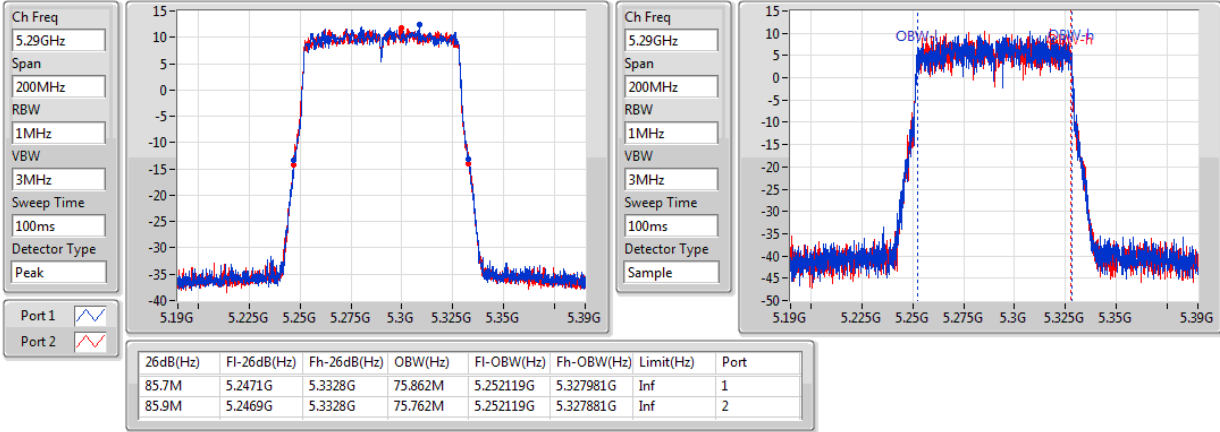 Ch Freq
5.29GHz
Span
200MHz
RBW
1MHz
VBW
3MHz
Sweep Time
100ms
Detector Type
Peak
Port 1
Port 2
15
10
5
0
-5
-10
-15
-20
-25
-30
-35
-40
5.19G 5.225G 5.25G 5.275G 5.3G 5.325G 5.39G
Ch Freq
5.29GHz
Span
200MHz
RBW
1MHz
VBW
3MHz
Sweep Time
100ms
Detector Type
Sample
15
10
5
0
-5
-10
-15
-20
-25
-30
-35
-40
-45
-50
OBW-l OBW-h
5.19G 5.225G 5.25G 5.275G 5.3G 5.325G 5.39G
26dB(Hz) Fl-26dB(Hz) Fh-26dB(Hz) OBW(Hz) Fl-OBW(Hz) Fh-OBW(Hz) Limit(Hz) Port
85.7M 5.2471G 5.3328G 75.862M 5.252119G 5.327981G Inf 1
85.9M 5.2469G 5.3328G 75.762M 5.252119G 5.327881G Inf 2